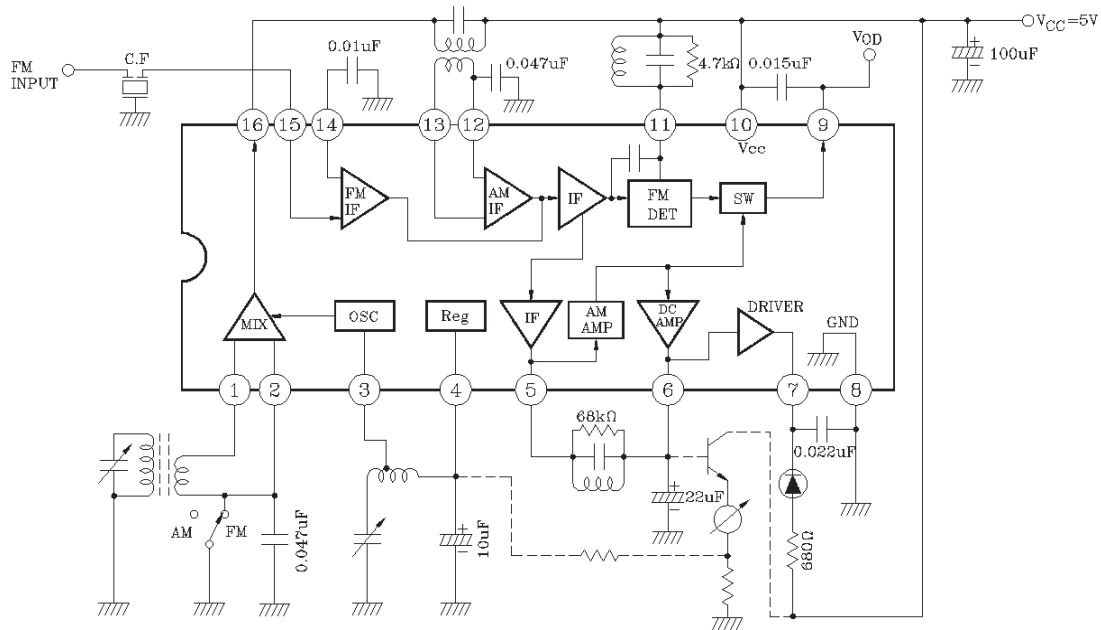 V_CC=5V
FM
INPUT
C.F
0.01uF
0.047uF
4.7kΩ
0.015uF
V_OD
100uF
16
15
14
13
12
11
10
9
Vcc
FM
IF
AM
IF
IF
FM
DET
SW
MIX
OSC
Reg
IF
AM
AMP
DC
AMP
DRIVER
GND
1
2
3
4
5
6
7
8
68kΩ
0.022uF
22uF
AM
FM
0.047uF
10uF
680Ω